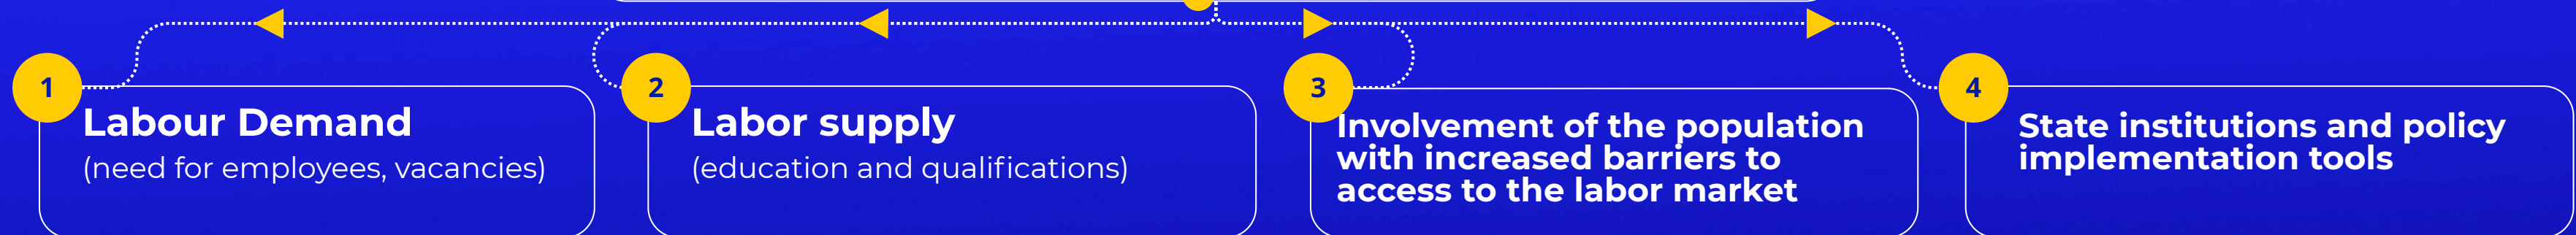 1
Labour Demand
(need for employees, vacancies)
2
Labor supply
(education and qualifications)
3
Involvement of the population
with increased barriers to
access to the labor market
4
State institutions and policy
implementation tools